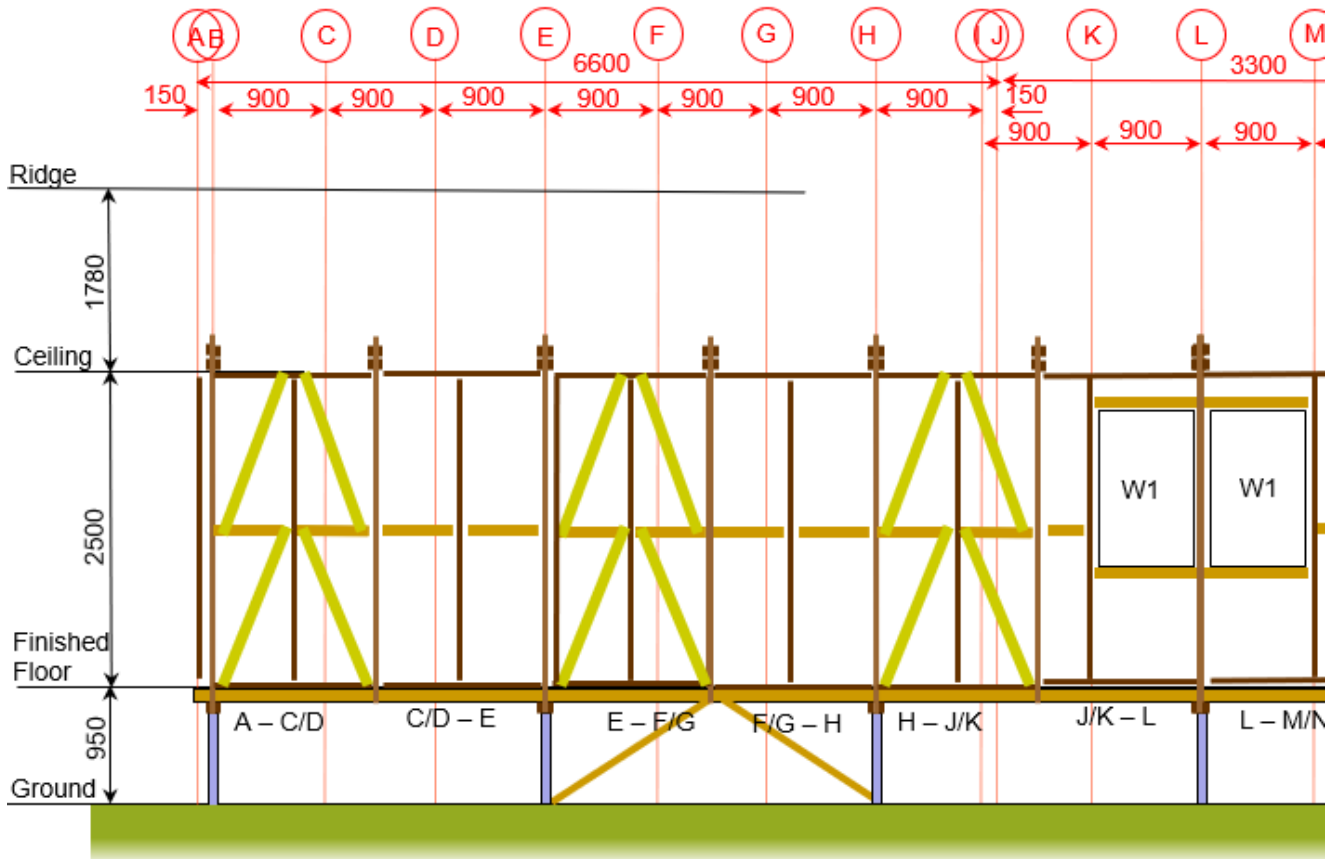 A B C D E F G H I J K L M
6600
3300
150 900 900 900 900 900 900 900 150
900 900 900
Ridge
1780
Ceiling
W1 W1
2500
Finished
Floor
A – C/D C/D – E E – F/G F/G – H H – J/K J/K – L L – M/N
950
Ground